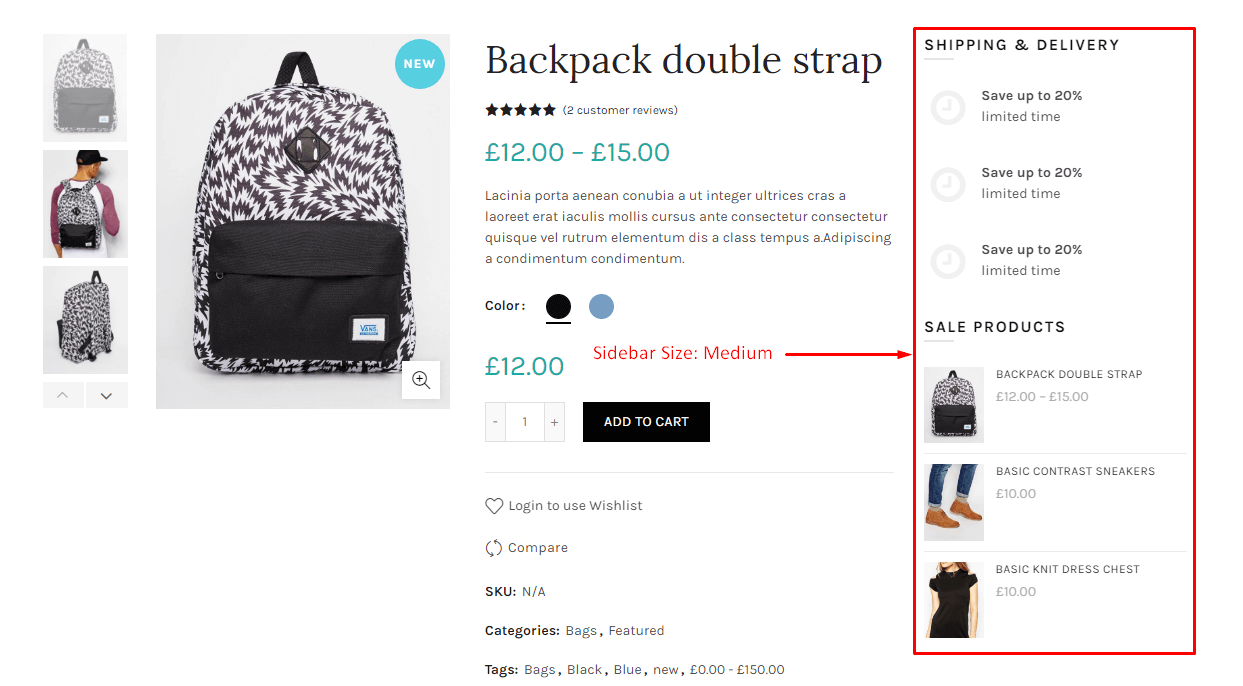 NEW
VANS
Backpack double strap
(2 customer reviews)
£12.00 – £15.00
Lacinia porta aenean conubia a ut integer ultrices cras a
laoreet erat iaculis mollis cursus ante consectetur consectetur
quisque vel rutrum elementum dis a class tempus a.Adipiscing
a condimentum condimentum.
Color:
£12.00
- 1 +
ADD TO CART
Login to use Wishlist
Compare
SKU: N/A
Categories: Bags, Featured
Tags: Bags, Black, Blue, new, £0.00 - £150.00
Sidebar Size: Medium
SHIPPING & DELIVERY
Save up to 20%
limited time
Save up to 20%
limited time
Save up to 20%
limited time
SALE PRODUCTS
BACKPACK DOUBLE STRAP
£12.00 – £15.00
BASIC CONTRAST SNEAKERS
£10.00
BASIC KNIT DRESS CHEST
£10.00